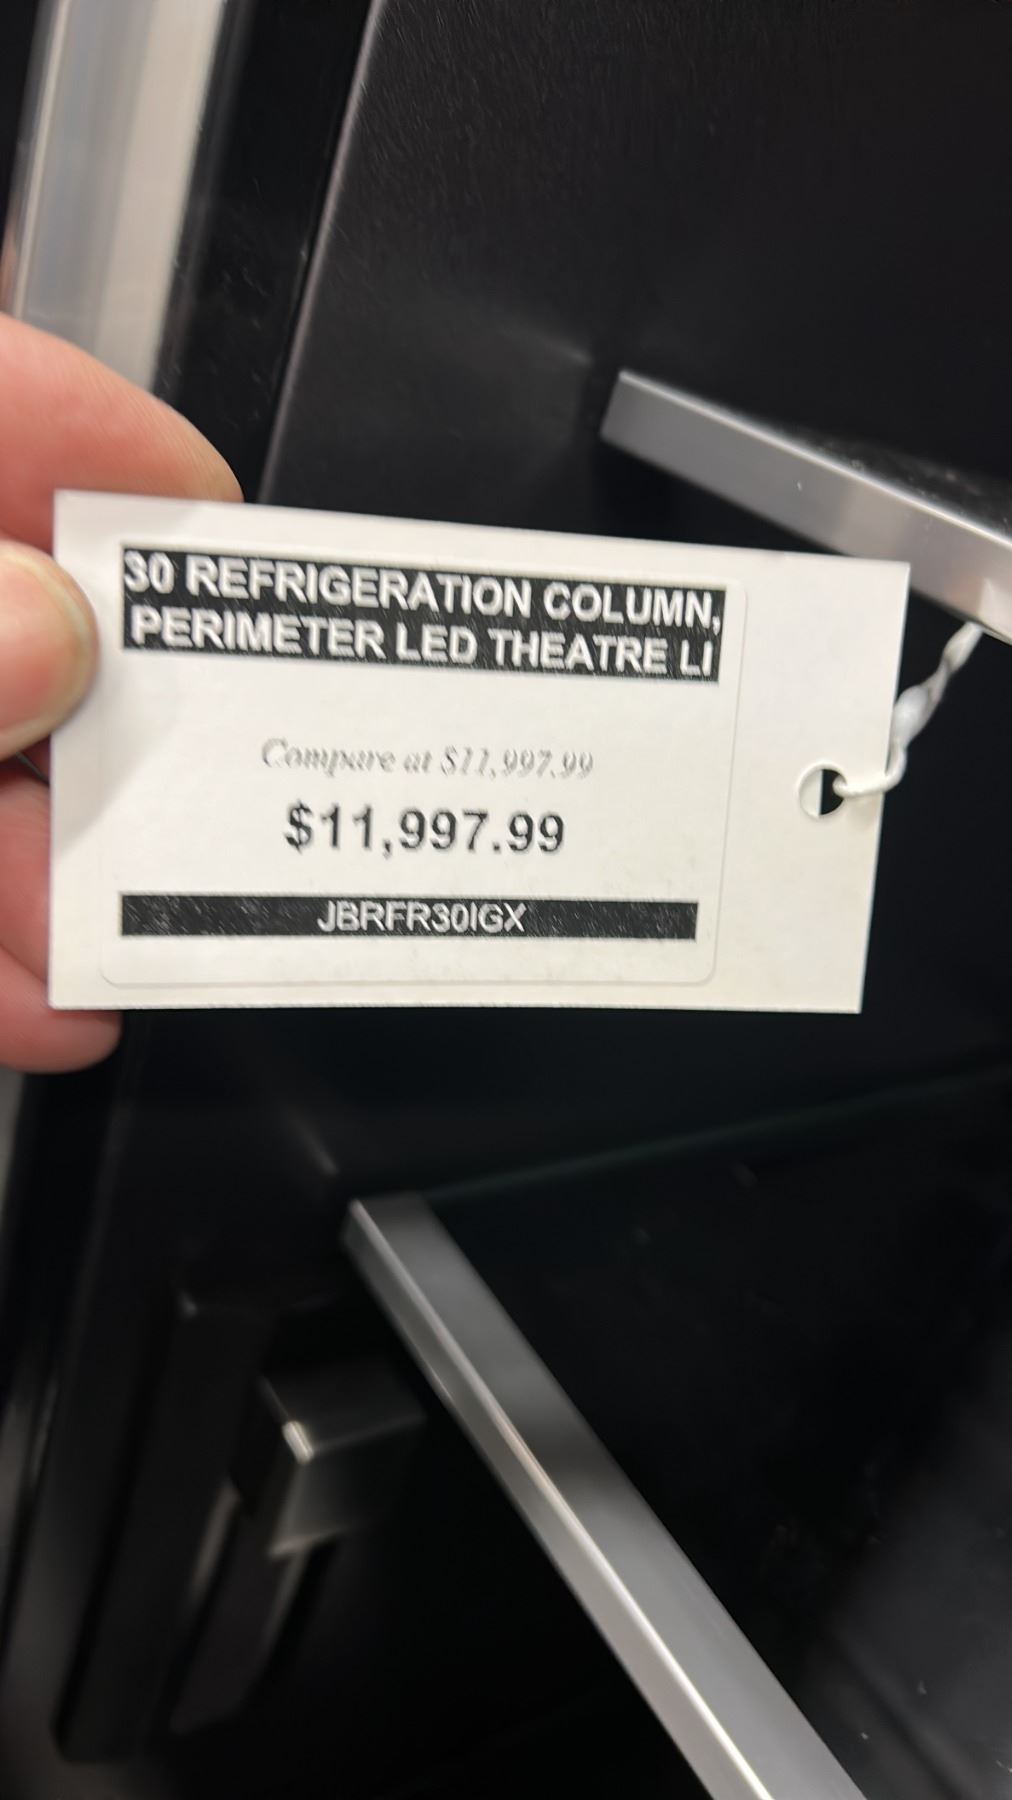 30 REFRIGERATION COLUMN,
PERIMETER LED THEATRE LI
Compare at $11,997.99
$11,997.99
JBRFR30IGX